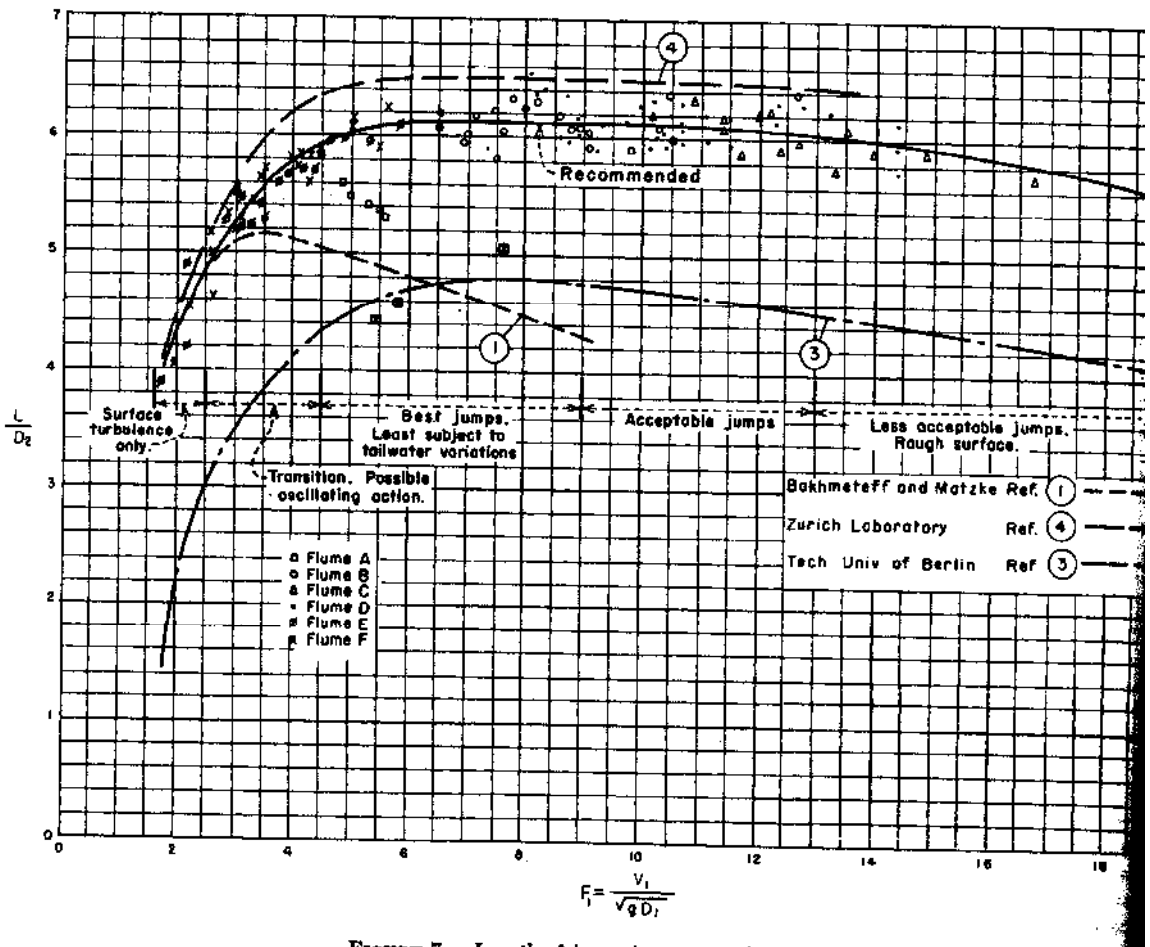 7
6
5
4
3
2
1
0
L
D2
4
Recommended
1
3
Surface
turbulence
only.
Transition, Possible
oscillating action.
Best jumps.
Least subject to
tailwater variations
Acceptable jumps
Less acceptable jumps.
Rough surface.
Bakhmeteff and Matzke Ref. 1
Zurich Laboratory Ref. 4
Tech Univ of Berlin Ref 3
Flume A
Flume B
Flume C
Flume D
Flume E
Flume F
0 2 4 6 8 10 12 14 16 18
F1 = V1
√g D1